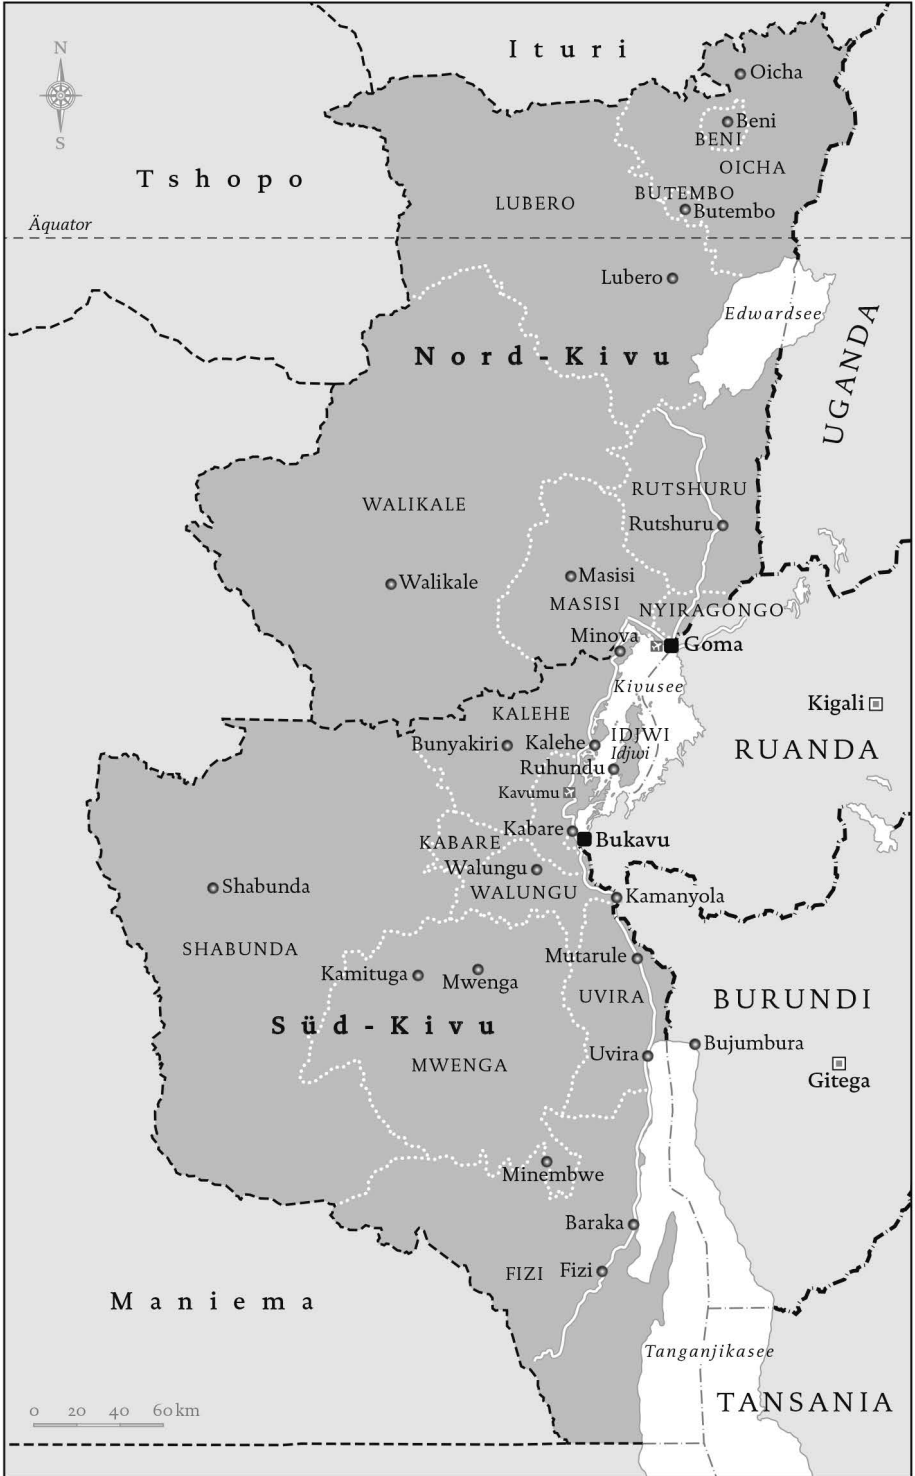 N
S
Ituri
Oicha
Beni
BENI
OICHA
Tshopo
LUBERO
BUTEMBO
Butembo
Äquator
Lubero
Edwardsee
Nord-Kivu
UGANDA
RUTSHURU
WALIKALE
Rutshuru
Masisi
Walikale
MASISI
NYIRAGONGO
Minova
Goma
Kivusee
Kigali
KALEHE
IDJWI
Bunyakiri
Kalehe
Idjwi
RUANDA
Ruhundu
Kavumu
Kabare
KABARE
Bukavu
Walungu
Shabunda
WALUNGU
Kamanyola
SHABUNDA
Mutarule
Kamituga
Mwenga
UVIRA
BURUNDI
Süd-Kivu
Bujumbura
Uvira
MWENGA
Gitega
Minembwe
Baraka
FIZI
Fizi
Maniema
Tanganjikasee
TANSANIA
0 20 40 60 km